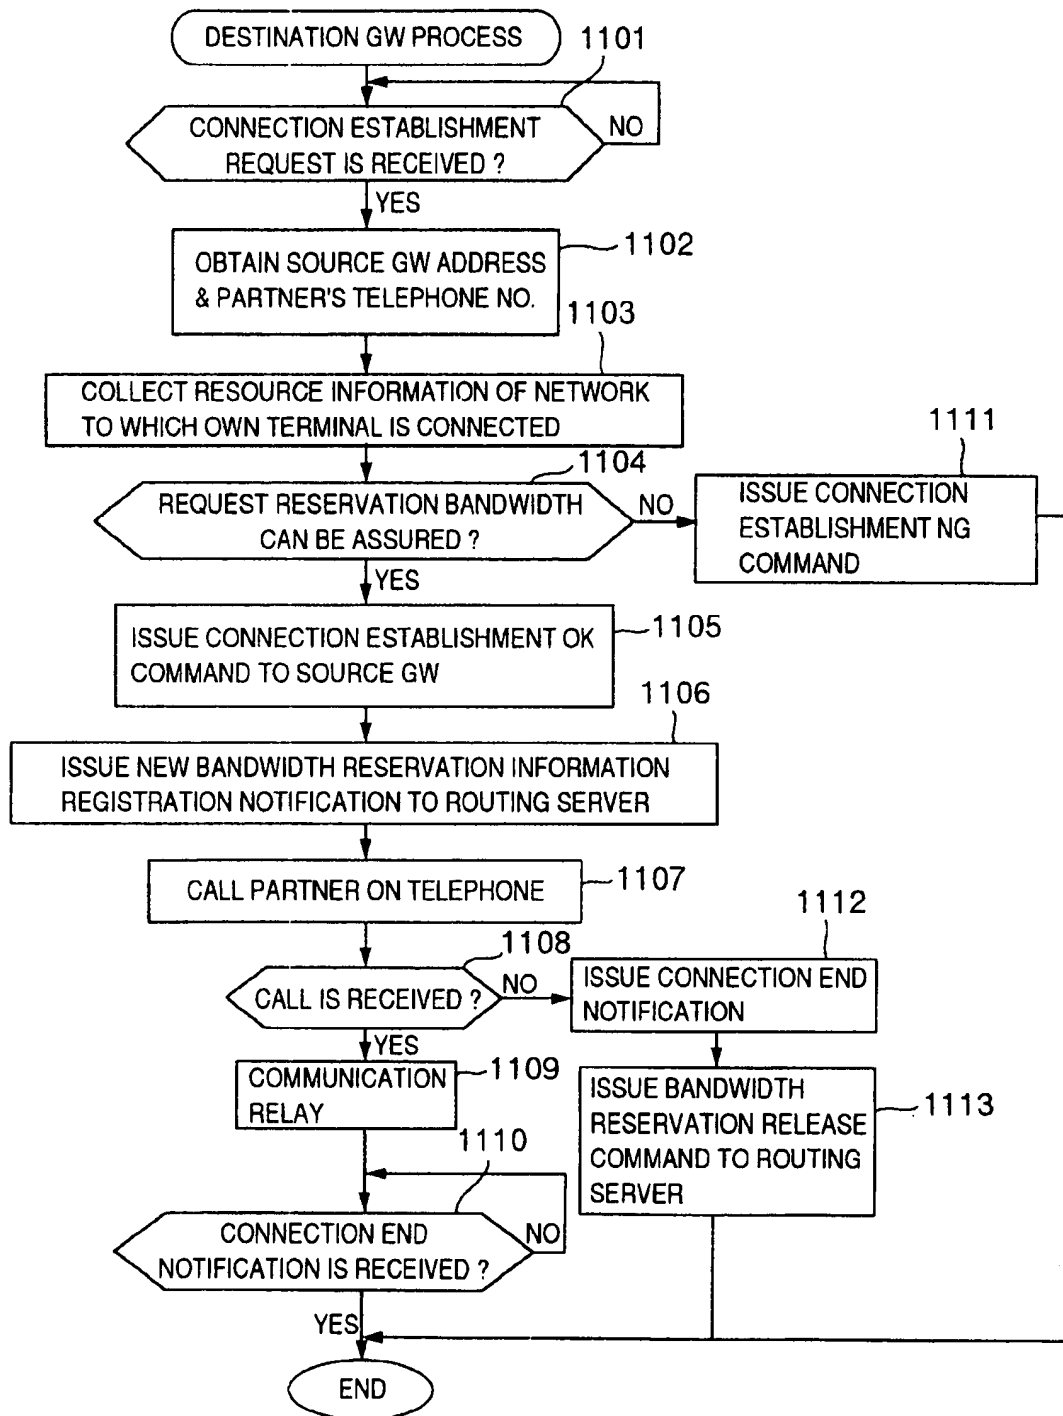 DESTINATION GW PROCESS
1101
CONNECTION ESTABLISHMENT
REQUEST IS RECEIVED ?
NO
YES
1102
OBTAIN SOURCE GW ADDRESS
& PARTNER'S TELEPHONE NO.
1103
COLLECT RESOURCE INFORMATION OF NETWORK
TO WHICH OWN TERMINAL IS CONNECTED
1104
REQUEST RESERVATION BANDWIDTH
CAN BE ASSURED ?
NO
1111
ISSUE CONNECTION
ESTABLISHMENT NG
COMMAND
YES
1105
ISSUE CONNECTION ESTABLISHMENT OK
COMMAND TO SOURCE GW
1106
ISSUE NEW BANDWIDTH RESERVATION INFORMATION
REGISTRATION NOTIFICATION TO ROUTING SERVER
CALL PARTNER ON TELEPHONE
1107
1108
CALL IS RECEIVED ?
NO
1112
ISSUE CONNECTION END
NOTIFICATION
YES
COMMUNICATION
RELAY
1109
ISSUE BANDWIDTH
RESERVATION RELEASE
COMMAND TO ROUTING
SERVER
1113
1110
CONNECTION END
NOTIFICATION IS RECEIVED ?
NO
YES
END